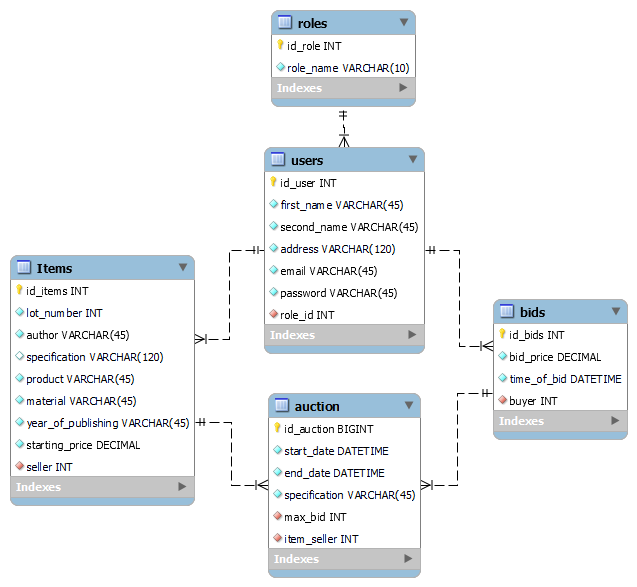 roles
id_role INT
role_name VARCHAR(10)
Indexes
users
id_user INT
first_name VARCHAR(45)
second_name VARCHAR(45)
address VARCHAR(120)
email VARCHAR(45)
password VARCHAR(45)
role_id INT
Indexes
Items
id_items INT
lot_number INT
author VARCHAR(45)
specification VARCHAR(120)
product VARCHAR(45)
material VARCHAR(45)
year_of_publishing VARCHAR(45)
starting_price DECIMAL
seller INT
Indexes
bids
id_bids INT
bid_price DECIMAL
time_of_bid DATETIME
buyer INT
Indexes
auction
id_auction BIGINT
start_date DATETIME
end_date DATETIME
specification VARCHAR(45)
max_bid INT
item_seller INT
Indexes